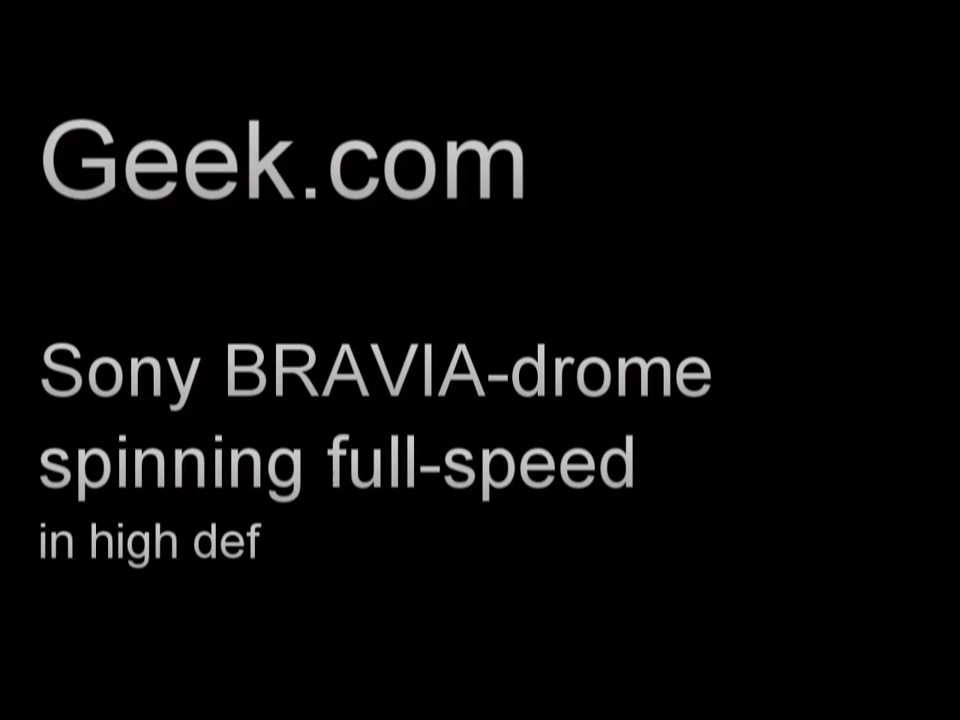 Geek.com
Sony BRAVIA-drome
spinning full-speed
in high def